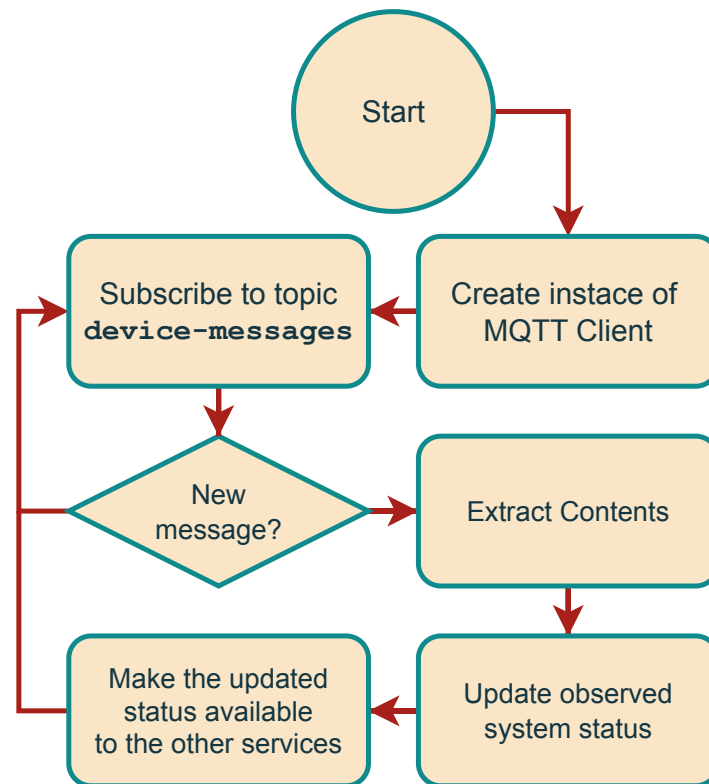 Start
Subscribe to topic
device-messages
Create instace of
MQTT Client
New
message?
Extract Contents
Make the updated
status available
to the other services
Update observed
system status